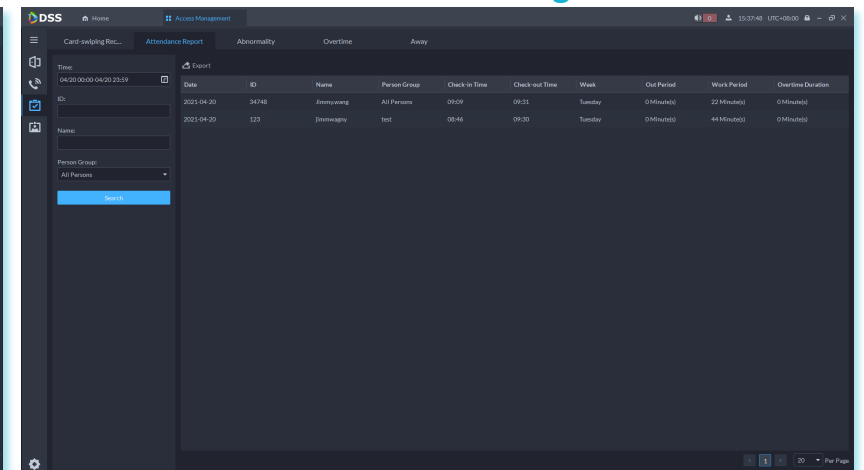 DSS Home Access Management 0 15:37:48 UTC+08:00
Card-swiping Rec... Attendance Report Abnormality Overtime Away
Time:
04/20 00:00-04/20 23:59
ID:
Name:
Person Group:
All Persons
Search
Export
Date ID Name Person Group Check-in Time Check-out Time Week Out Period Work Period Overtime Duration
2021-04-20 34748 Jimmy.wang All Persons 09:09 09:31 Tuesday 0 Minute(s) 22 Minute(s) 0 Minute(s)
2021-04-20 123 jimmwagny test 08:46 09:30 Tuesday 0 Minute(s) 44 Minute(s) 0 Minute(s)
1 20 Per Page